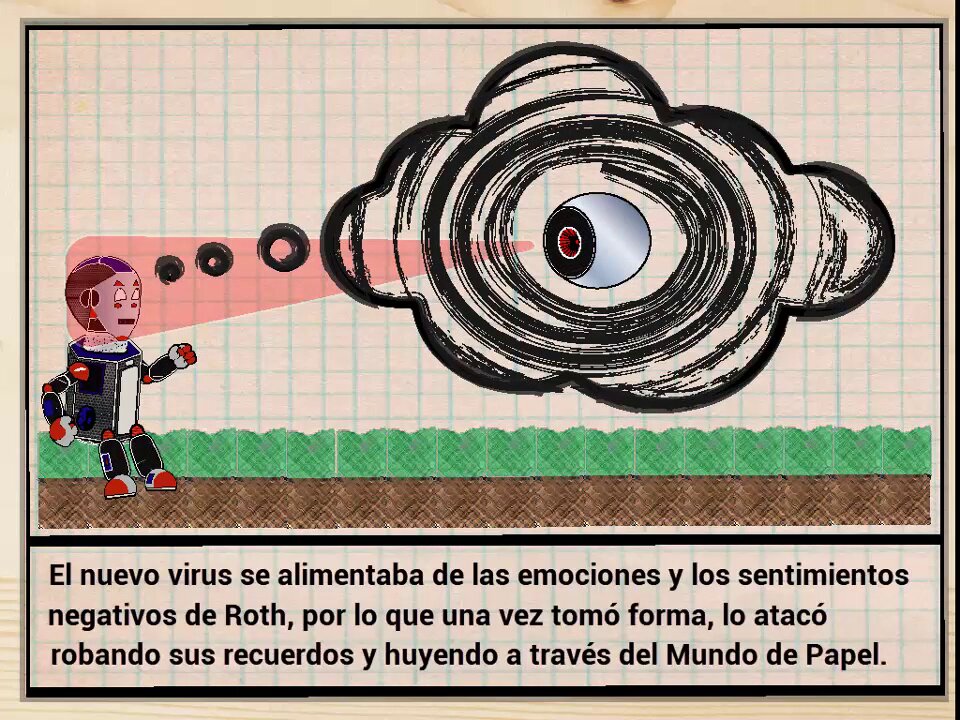 El nuevo virus se alimentaba de las emociones y los sentimientos
negativos de Roth, por lo que una vez tomó forma, lo atacó
robando sus recuerdos y huyendo a través del Mundo de Papel.